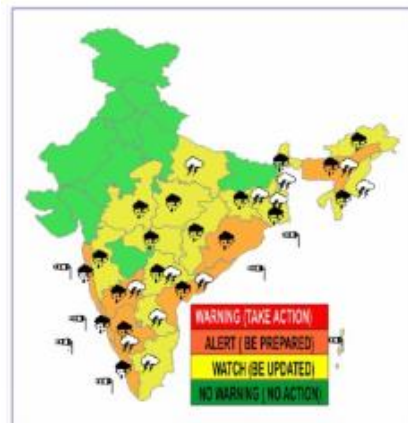 WARNING (TAKE ACTION)
ALERT ( BE PREPARED)
WATCH (BE UPDATED)
NO WARNING ( NO ACTION)